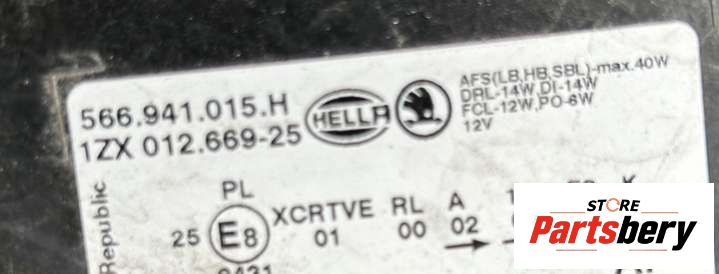 566.941.015.H
1ZX 012.669-25
HELLA
AFS(LB,HB,SBL)-max.40W
DRL-14W,DI-14W
FCL-12W,PO-6W
12V
Republic
PL
25 E8 XCRTVE RL A
01 00 02
STORE
Partsbery